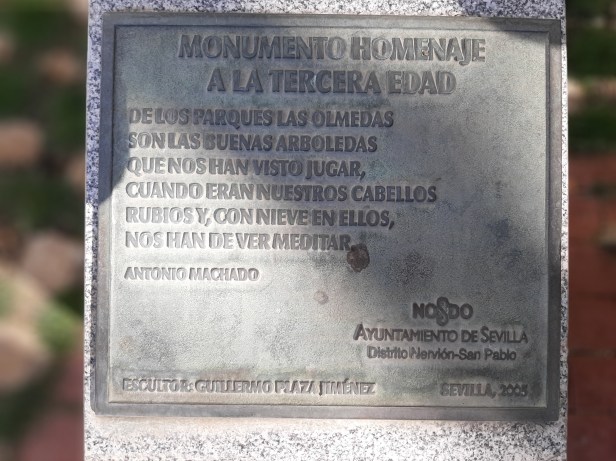 MONUMENTO HOMENAJE
A LA TERCERA EDAD
DE LOS PARQUES LAS OLMEDAS
SON LAS BUENAS ARBOLEDAS
QUE NOS HAN VISTO JUGAR,
CUANDO ERAN NUESTROS CABELLOS
RUBIOS Y, CON NIEVE EN ELLOS,
NOS HAN DE VER MEDITAR.
ANTONIO MACHADO
NO8DO
AYUNTAMIENTO DE SEVILLA
Distrito Nervión-San Pablo
ESCULTOR: GUILLERMO PLAZA JIMÉNEZ
SEVILLA, 2005